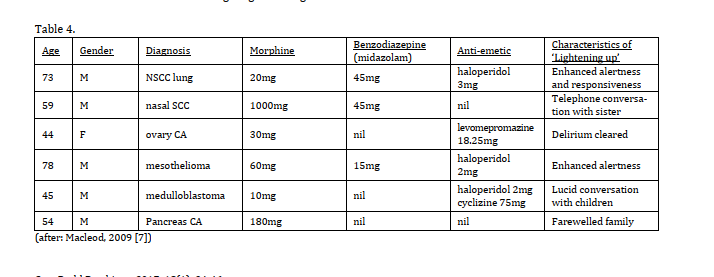 Table 4.
Age Gender Diagnosis Morphine Benzodiazepine (midazolam) Anti-emetic Characteristics of 'Lightening up'
73 M NSCC lung 20mg 45mg haloperidol 3mg Enhanced alertness and responsiveness
59 M nasal SCC 1000mg 45mg nil Telephone conversa-tion with sister
44 F ovary CA 30mg nil levomepromazine 18.25mg Delirium cleared
78 M mesothelioma 60mg 15mg haloperidol 2mg Enhanced alertness
45 M medulloblastoma 10mg nil haloperidol 2mg cyclizine 75mg Lucid conversation with children
54 M Pancreas CA 180mg nil nil Farewelled family
(after: Macleod, 2009 [7])